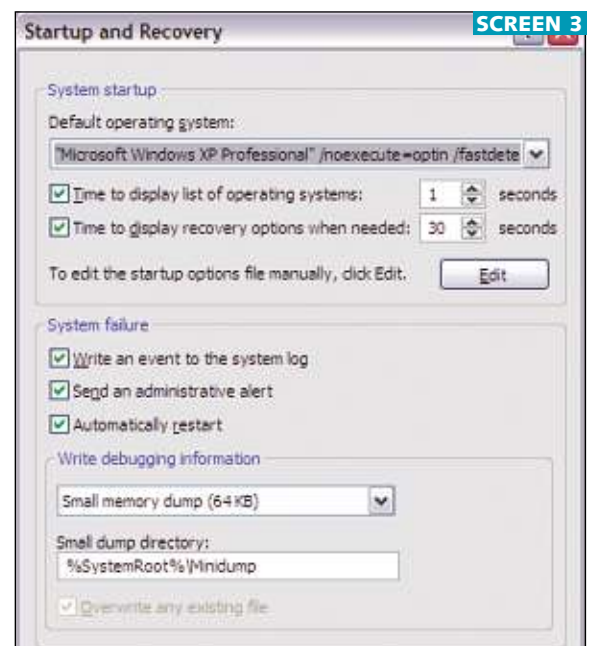 SCREEN 3
Startup and Recovery
System startup
Default operating system:
"Microsoft Windows XP Professional" /noexecute=optin /fastdete
Time to display list of operating systems: 1 seconds
Time to display recovery options when needed: 30 seconds
To edit the startup options file manually, click Edit. Edit
System failure
Write an event to the system log
Send an administrative alert
Automatically restart
Write debugging information
Small memory dump (64 KB)
Small dump directory:
%SystemRoot%\Minidump
Overwrite any existing file